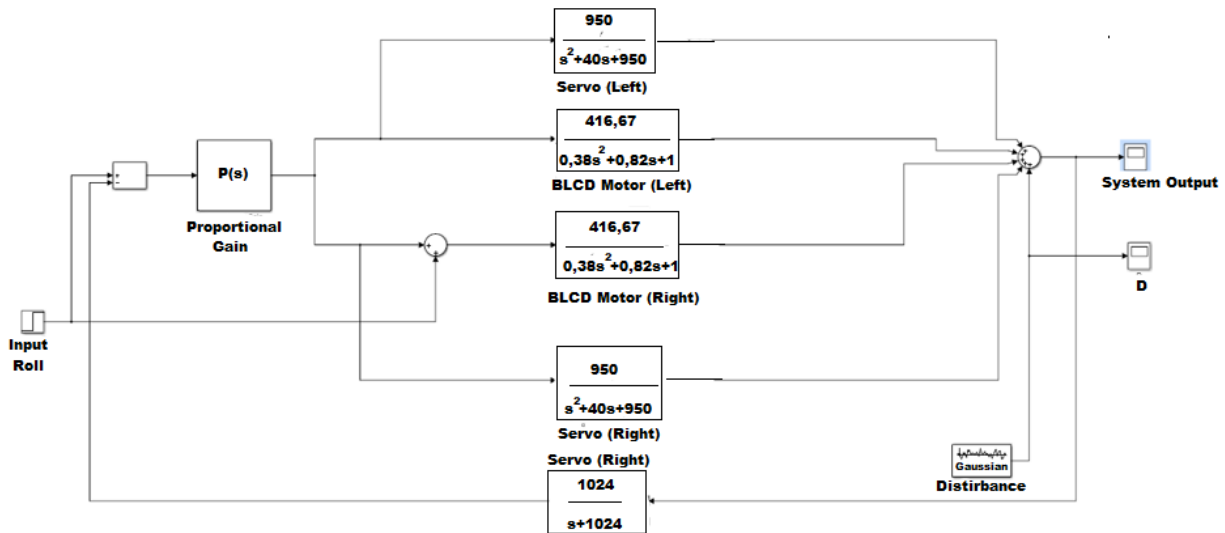 950
s²+40s+950
Servo (Left)
416,67
0,38s²+0,82s+1
BLCD Motor (Left)
P(s)
Proportional
Gain
System Output
416,67
0,38s²+0,82s+1
BLCD Motor (Right)
D
Input
Roll
950
s²+40s+950
Servo (Right)
Servo (Right)
Gaussian
Distirbance
1024
s+1024